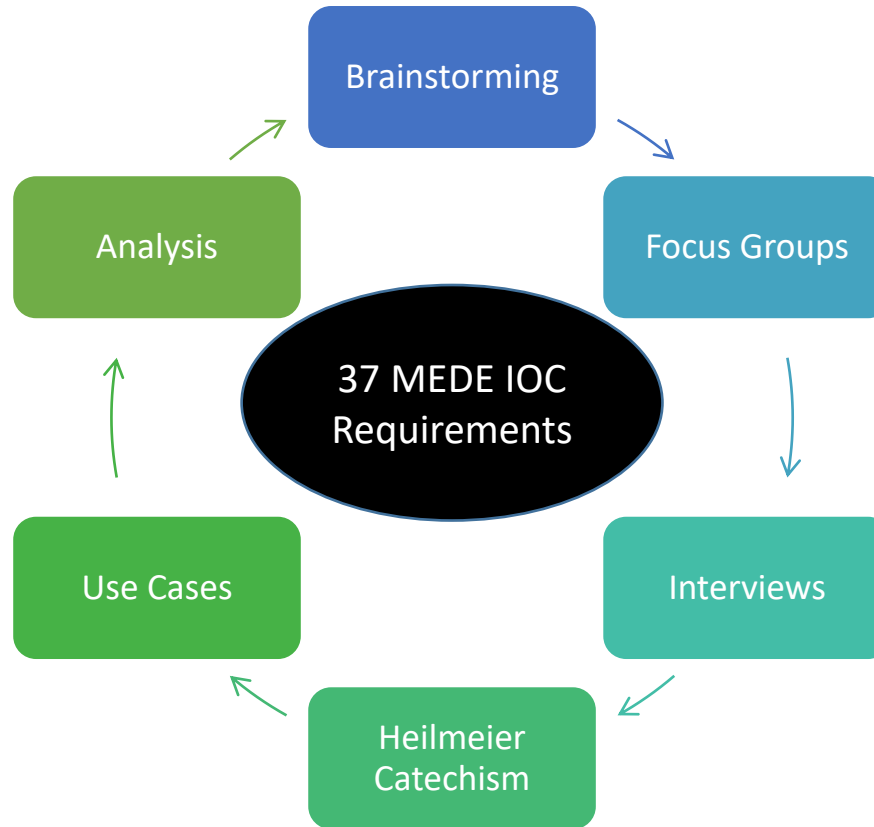 Brainstorming
Focus Groups
Interviews
Heilmeier
Catechism
Use Cases
Analysis
37 MEDE IOC
Requirements